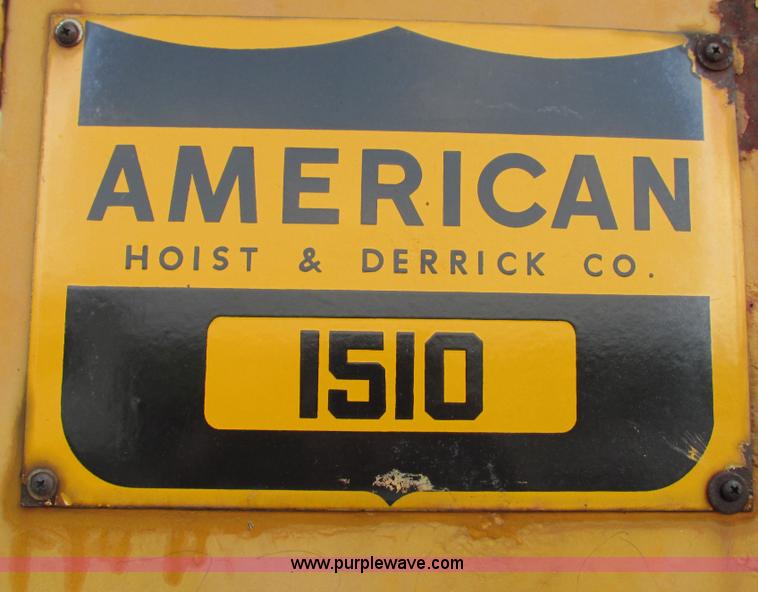 AMERICAN
HOIST & DERRICK CO.
1510
www.purplewave.com